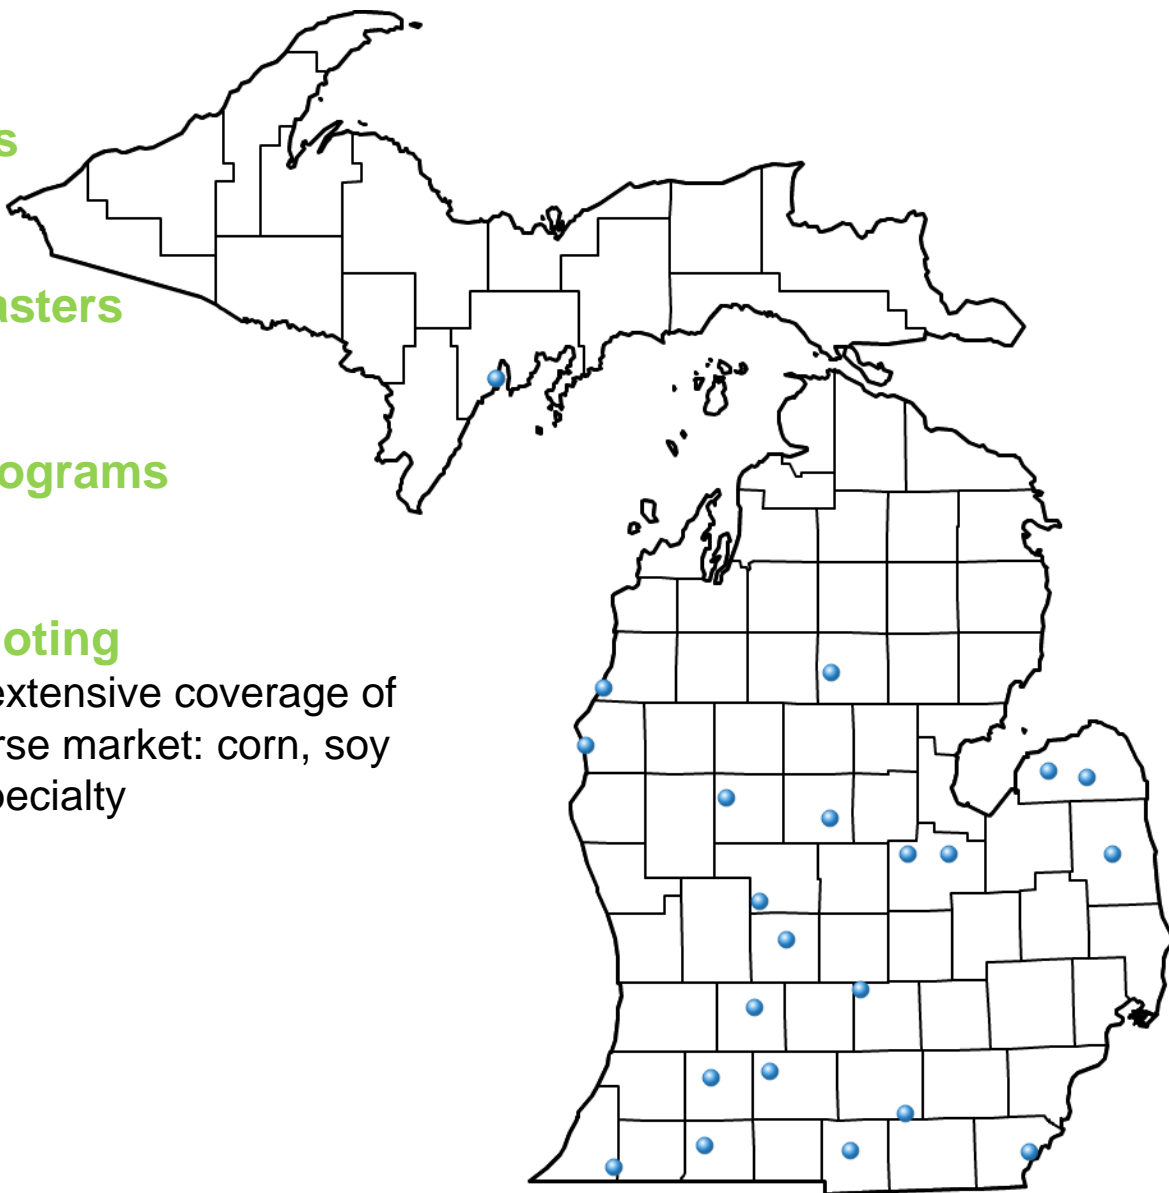 s
asters
ograms
oting
extensive coverage of
rse market: corn, soy
pecialty